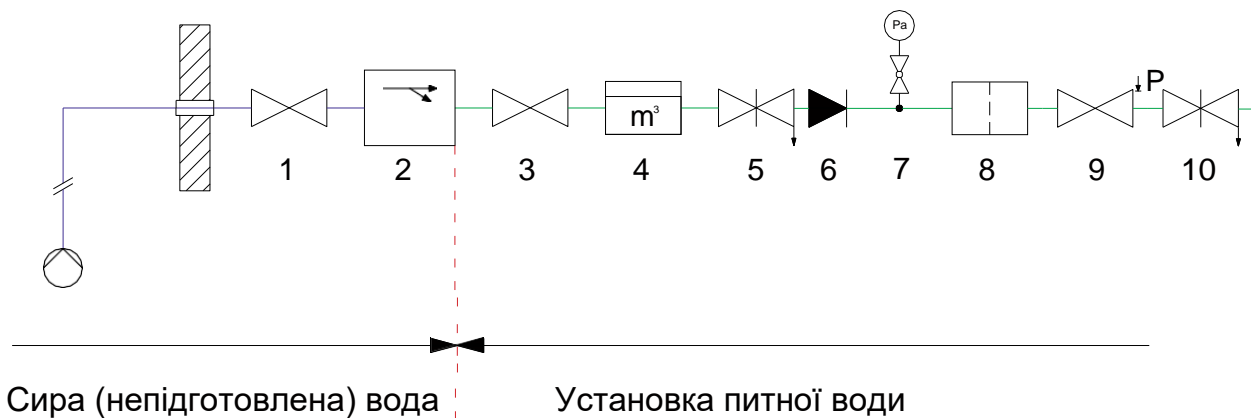 Pa
P
m³
1 2 3 4 5 6 7 8 9 10
Сира (непідготовлена) вода Установка питної води